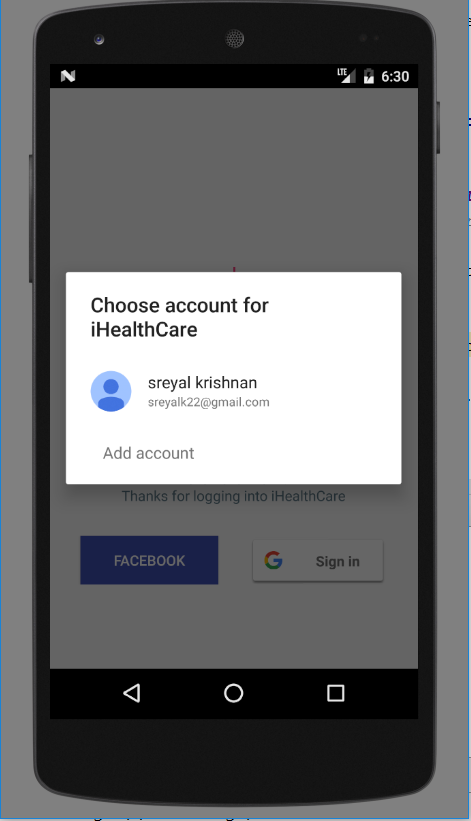 LTE 6:30
Choose account for
iHealthCare
sreyal krishnan
sreyalk22@gmail.com
Add account
Thanks for logging into iHealthCare
FACEBOOK
G Sign in